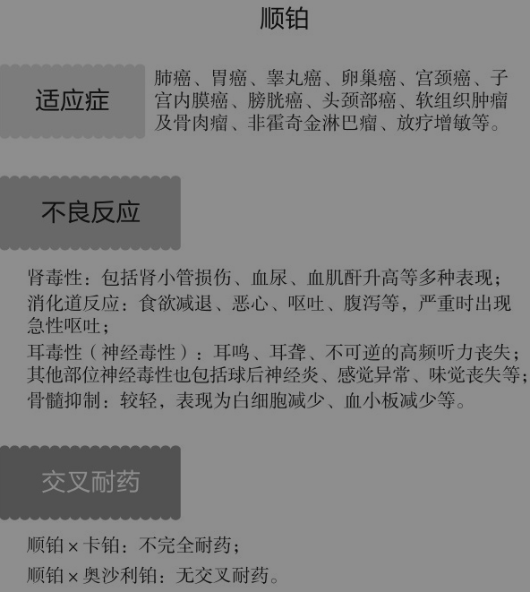 顺铂
适应症
肺癌、胃癌、睾丸癌、卵巢癌、宫颈癌、子
宫内膜癌、膀胱癌、头颈部癌、软组织肿瘤
及骨肉瘤、非霍奇金淋巴瘤、放疗增敏等。
不良反应
肾毒性：包括肾小管损伤、血尿、血肌酐升高等多种表现；
消化道反应：食欲减退、恶心、呕吐、腹泻等，严重时出现
急性呕吐；
耳毒性（神经毒性）：耳鸣、耳聋、不可逆的高频听力丧失；
其他部位神经毒性也包括球后神经炎、感觉异常、味觉丧失等；
骨髓抑制：较轻，表现为白细胞减少、血小板减少等。
交叉耐药
顺铂×卡铂：不完全耐药；
顺铂×奥沙利铂：无交叉耐药。